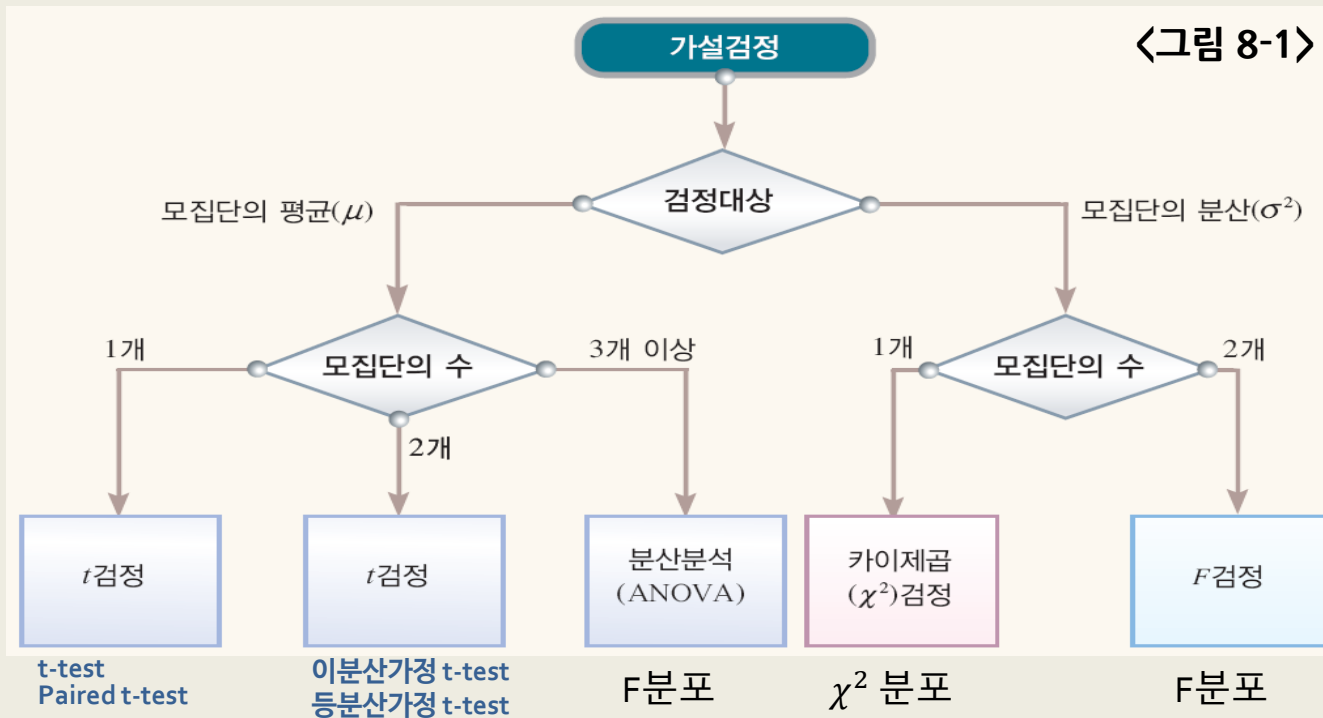 가설검정
<그림 8-1>
검정대상
모집단의 평균(μ)
모집단의 분산(σ²)
1개
모집단의 수
3개 이상
1개
모집단의 수
2개
2개
t검정
t검정
분산분석
(ANOVA)
카이제곱
(χ²)검정
F검정
t-test
Paired t-test
이분산가정 t-test
등분산가정 t-test
F분포
χ² 분포
F분포